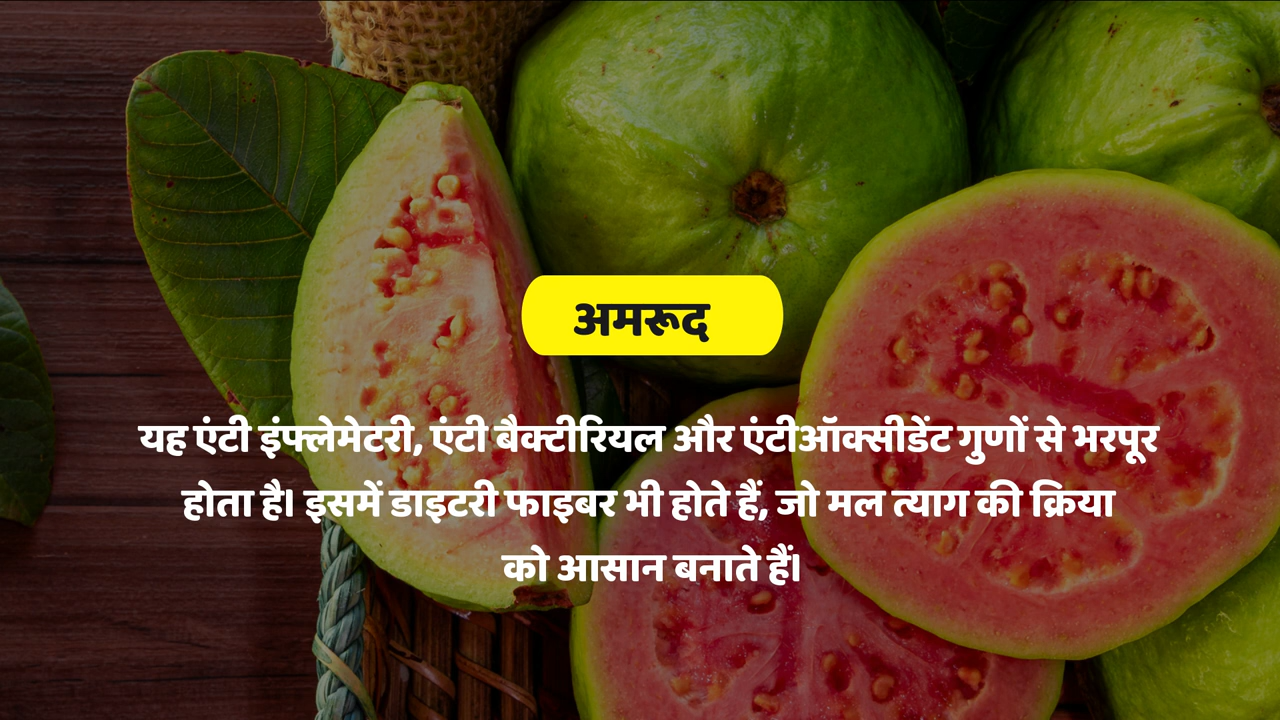 अमरूद
यह एंटी इंफ्लेमेटरी, एंटी बैक्टीरियल और एंटीऑक्सीडेंट गुणों से भरपूर
होता है। इसमें डाइटरी फाइबर भी होते हैं, जो मल त्याग की क्रिया
को आसान बनाते हैं।